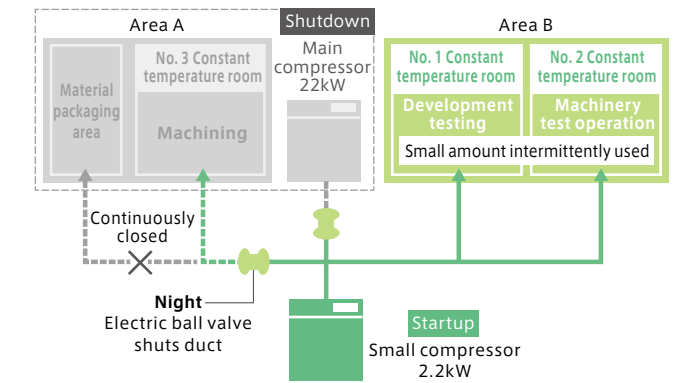 Area A
Shutdown
Area B
Main
compressor
22kW
Material
packaging
area
No. 3 Constant
temperature room
Machining
No. 1 Constant
temperature room
Development
testing
No. 2 Constant
temperature room
Machinery
test operation
Small amount intermittently used
Continuously
closed
Night
Electric ball valve
shuts duct
Startup
Small compressor
2.2kW